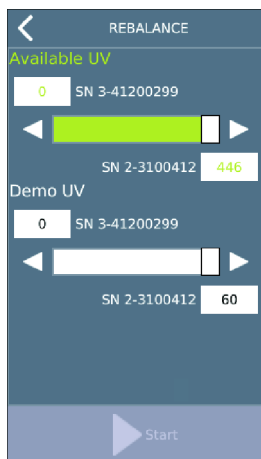 REBALANCE
Available UV
0 SN 3-41200299
SN 2-3100412 446
Demo UV
0 SN 3-41200299
SN 2-3100412 60
Start